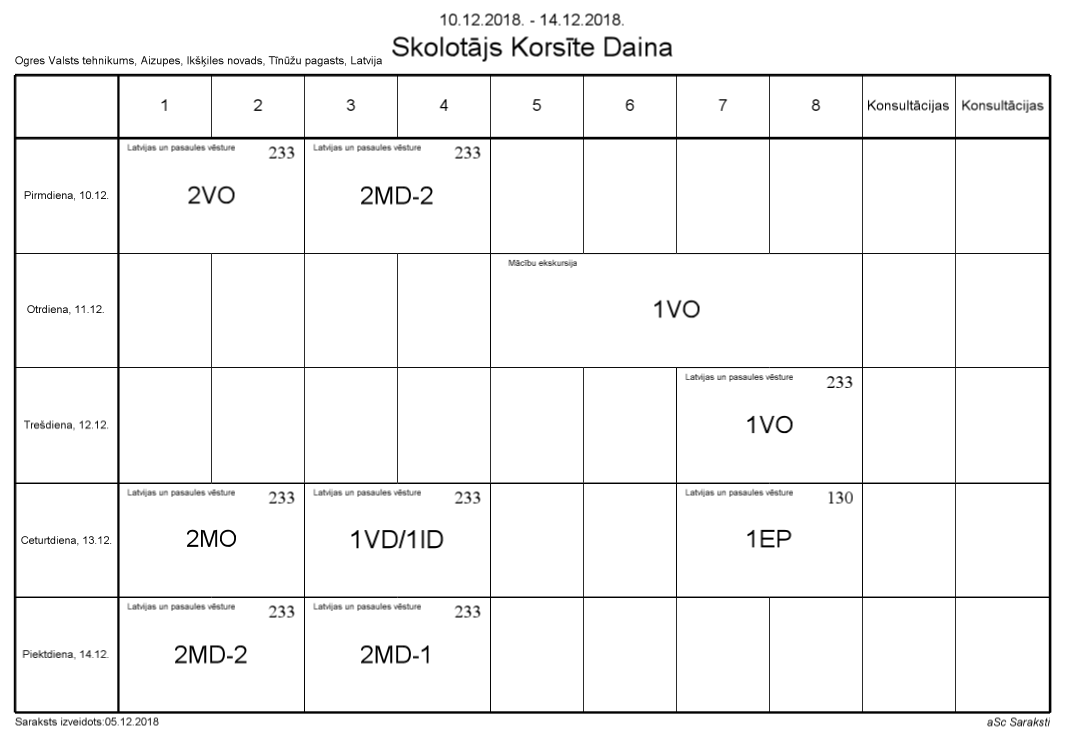 10.12.2018. - 14.12.2018.
Skolotājs Korsīte Daina
Ogres Valsts tehnikums, Aizupes, Ikšķiles novads, Tīnūžu pagasts, Latvija
1 2 3 4 5 6 7 8 Konsultācijas Konsultācijas
Latvijas un pasaules vēsture 233 Latvijas un pasaules vēsture 233
Pirmdiena, 10.12. 2VO 2MD-2
Mācību ekskursija
Otrdiena, 11.12. 1VO
Latvijas un pasaules vēsture 233
Trešdiena, 12.12. 1VO
Latvijas un pasaules vēsture 233 Latvijas un pasaules vēsture 233 Latvijas un pasaules vēsture 130
Ceturtdiena, 13.12. 2MO 1VD/1ID 1EP
Latvijas un pasaules vēsture 233 Latvijas un pasaules vēsture 233
Piektdiena, 14.12. 2MD-2 2MD-1
Saraksts izveidots:05.12.2018 aSc Saraksti